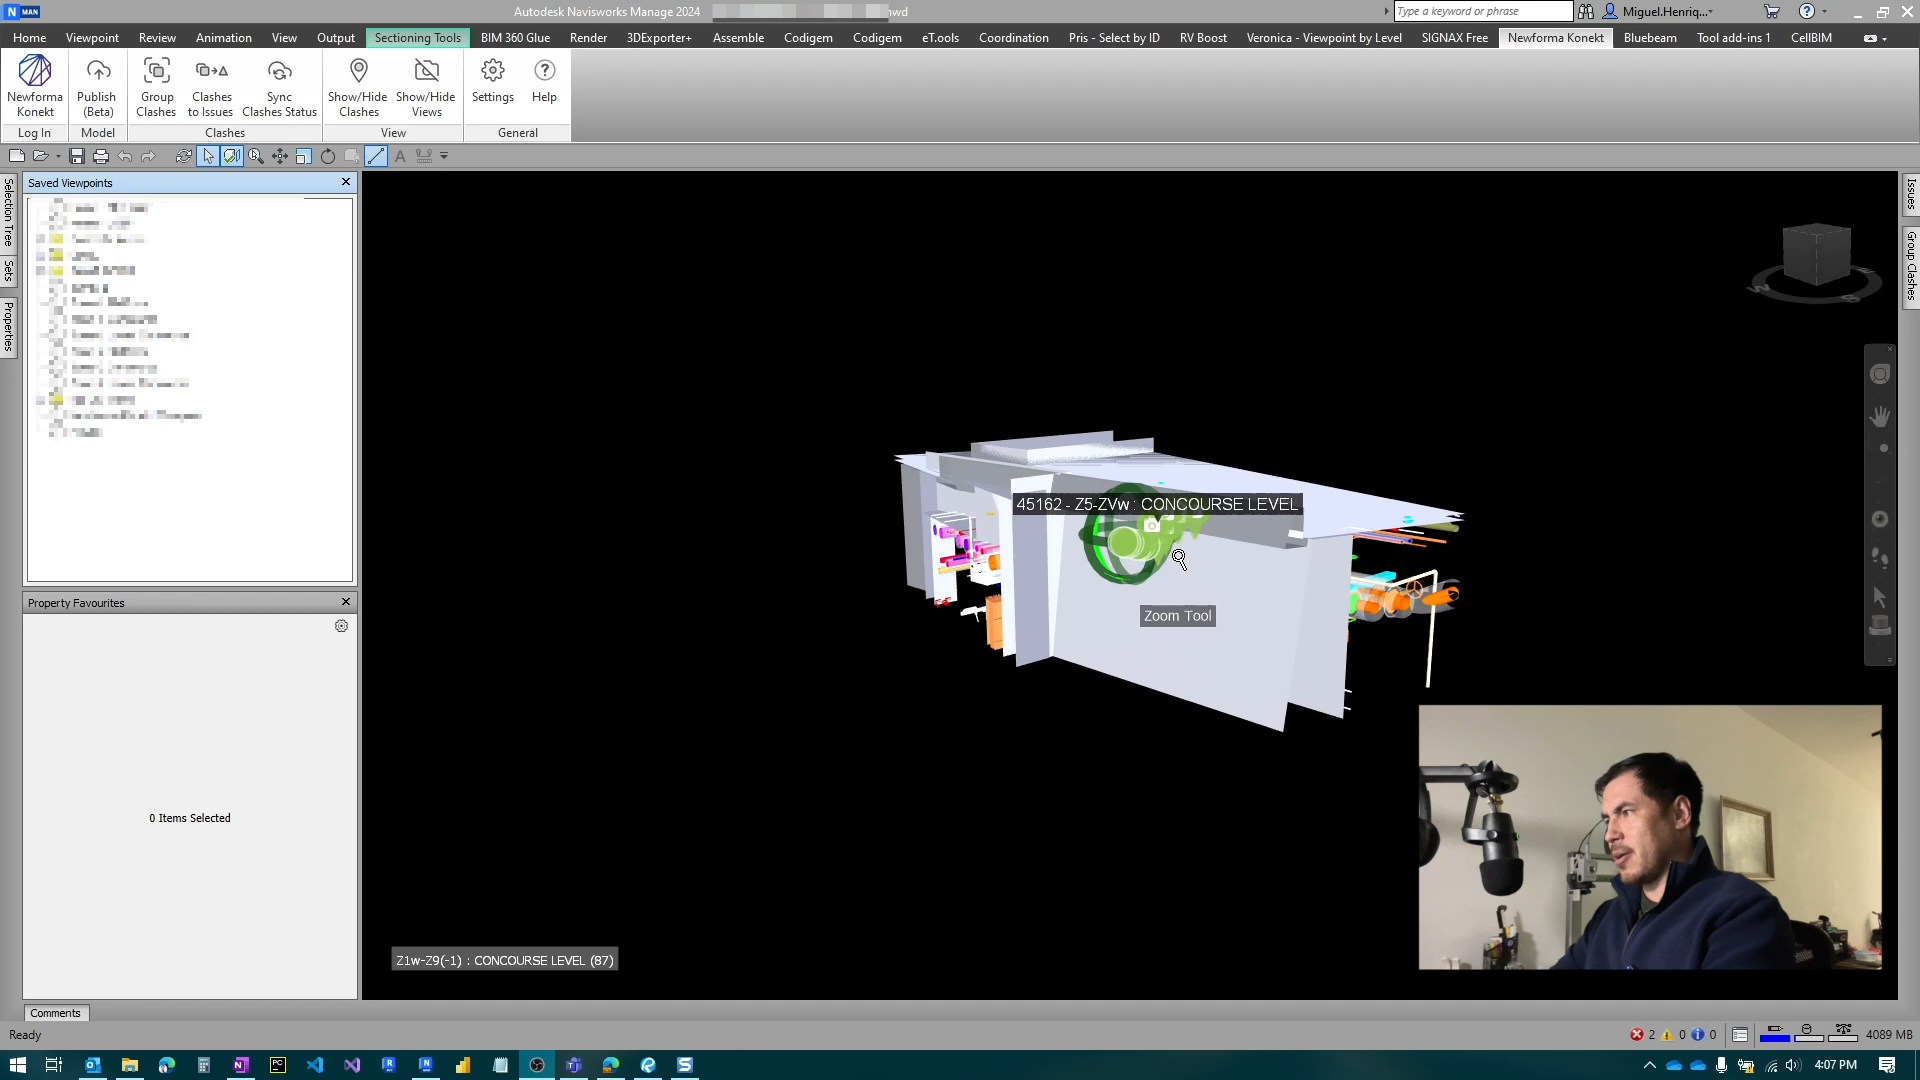 N MAN
Autodesk Navisworks Manage 2024
nwd
Type a keyword or phrase
Miguel.Henriq...
Home Viewpoint Review Animation View Output Sectioning Tools BIM 360 Glue Render 3DExporter+ Assemble Codigem Codigem eT.ools Coordination Pris - Select by ID RV Boost Veronica - Viewpoint by Level SIGNAX Free Newforma Konekt Bluebeam Tool add-ins 1 CellBIM
Newforma Konekt
Publish (Beta)
Group Clashes
Clashes to Issues
Sync Clashes Status
Show/Hide Clashes
Show/Hide Views
Settings
Help
Log In
Model
Clashes
View
General
Saved Viewpoints
Selection Tree
Sets
Properties
Issues
Group Clashes
W
S
45162 - Z5-ZVw : CONCOURSE LEVEL
Zoom Tool
Property Favourites
0 Items Selected
Z1w-Z9(-1) : CONCOURSE LEVEL (87)
Comments
Ready
2 0 0
4089 MB
4:07 PM